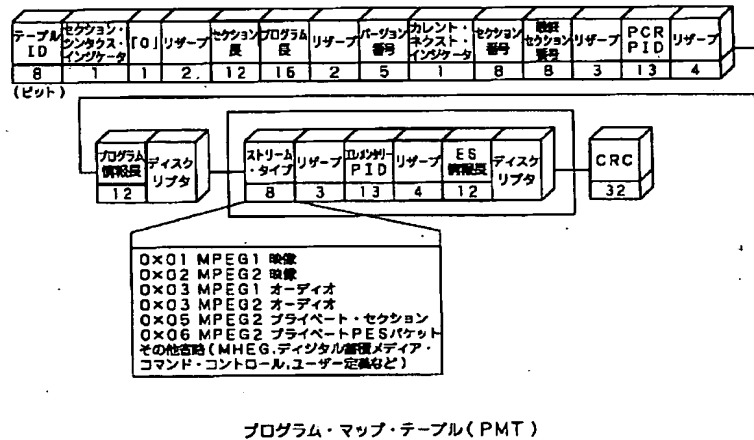 テーブルID
セクション・シンタクス・インジケータ
「0」
リザーブ
セクション長
プログラム長
リザーブ
バージョン番号
カレント・ネクスト・インジケータ
セクション番号
最終セクション番号
リザーブ
PCR PID
リザーブ
8 1 1 2 12 16 2 5 1 8 8 3 13 4
(ビット)
プログラム情報長
ディスクリプタ
12
ストリーム・タイプ
リザーブ
エレメンタリーPID
リザーブ
ES情報長
ディスクリプタ
8 3 13 4 12
CRC
32
0×01 MPEG1 映像
0×02 MPEG2 映像
0×03 MPEG1 オーディオ
0×03 MPEG2 オーディオ
0×05 MPEG2 プライベート・セクション
0×06 MPEG2 プライベートPESパケット
その他省略(MHEG,ディジタル蓄積メディア・
コマンド・コントロール,ユーザー定義など)
プログラム・マップ・テーブル(PMT)